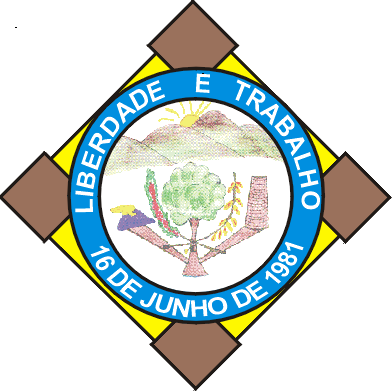 LIBERDADE E TRABALHO
16 DE JUNHO DE 1981